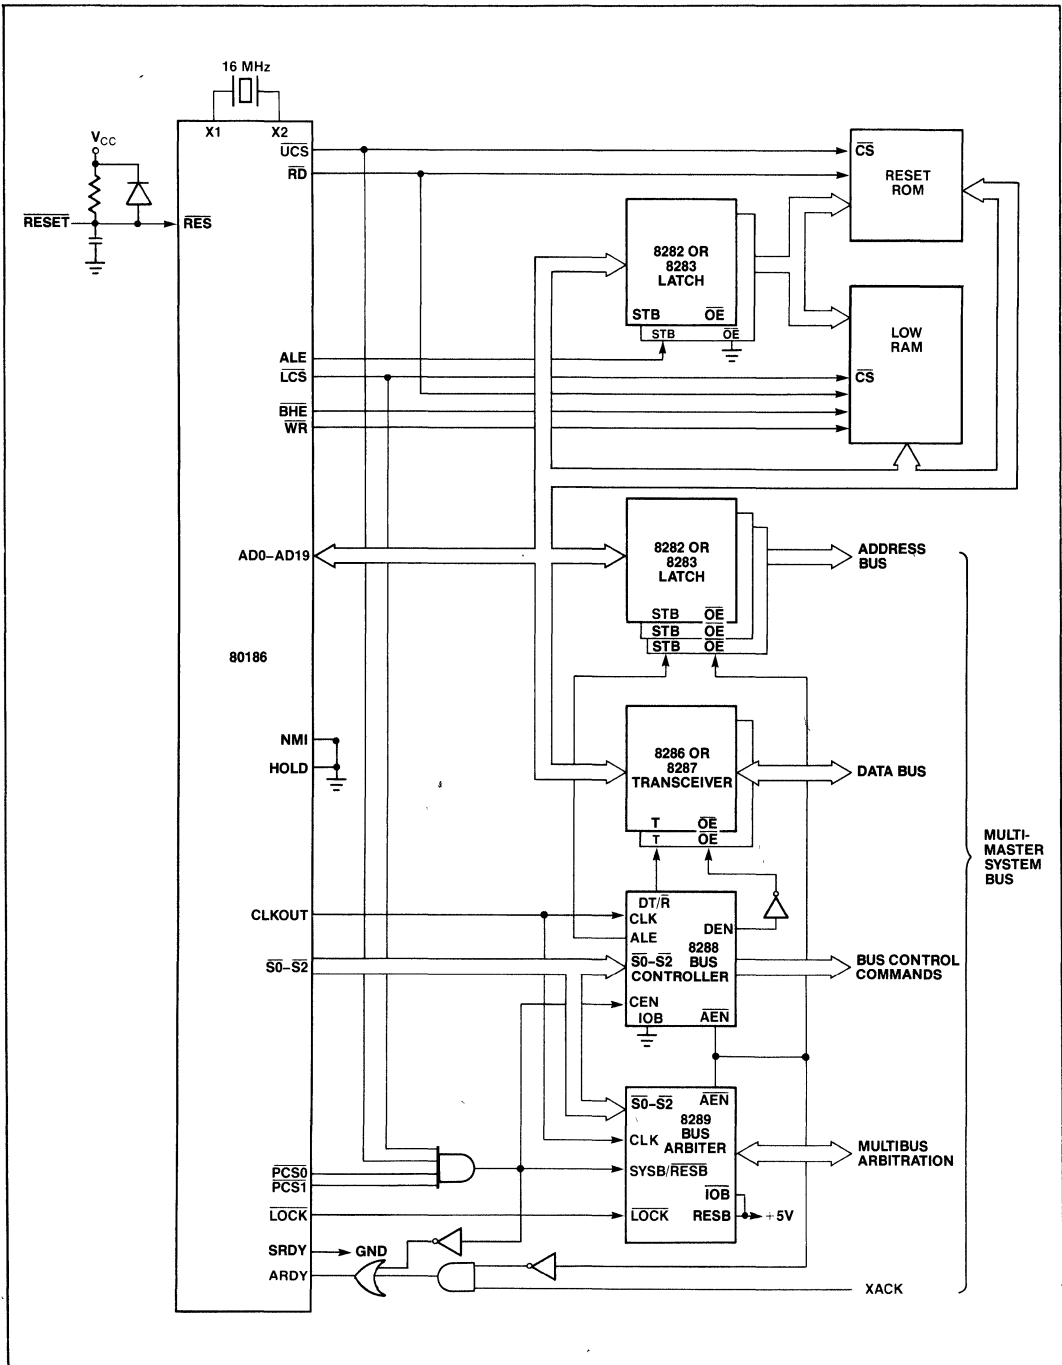 16 MHz
X1 X2
V̅CC
RESET
RES
UCS
RD
CS
RESET
ROM
8282 OR
8283
LATCH
STB OE
STB OE
LOW
RAM
CS
ALE
LCS
BHE
WR
AD0–AD19
8282 OR
8283
LATCH
STB OE
STB OE
STB OE
ADDRESS
BUS
80186
NMI
HOLD
8286 OR
8287
TRANSCEIVER
T OE
T OE
DATA BUS
MULTI-
MASTER
SYSTEM
BUS
CLKOUT
S0–S2
DT/R
CLK
ALE
DEN
8288
BUS
CONTROLLER
S0–S2
CEN
IOB
AEN
BUS CONTROL
COMMANDS
S0–S2
AEN
8289
BUS
ARBITER
CLK
SYSB/RESB
IOB
LOCK
RESB
+5V
MULTIBUS
ARBITRATION
PCS0
PCS1
LOCK
SRDY
GND
ARDY
XACK